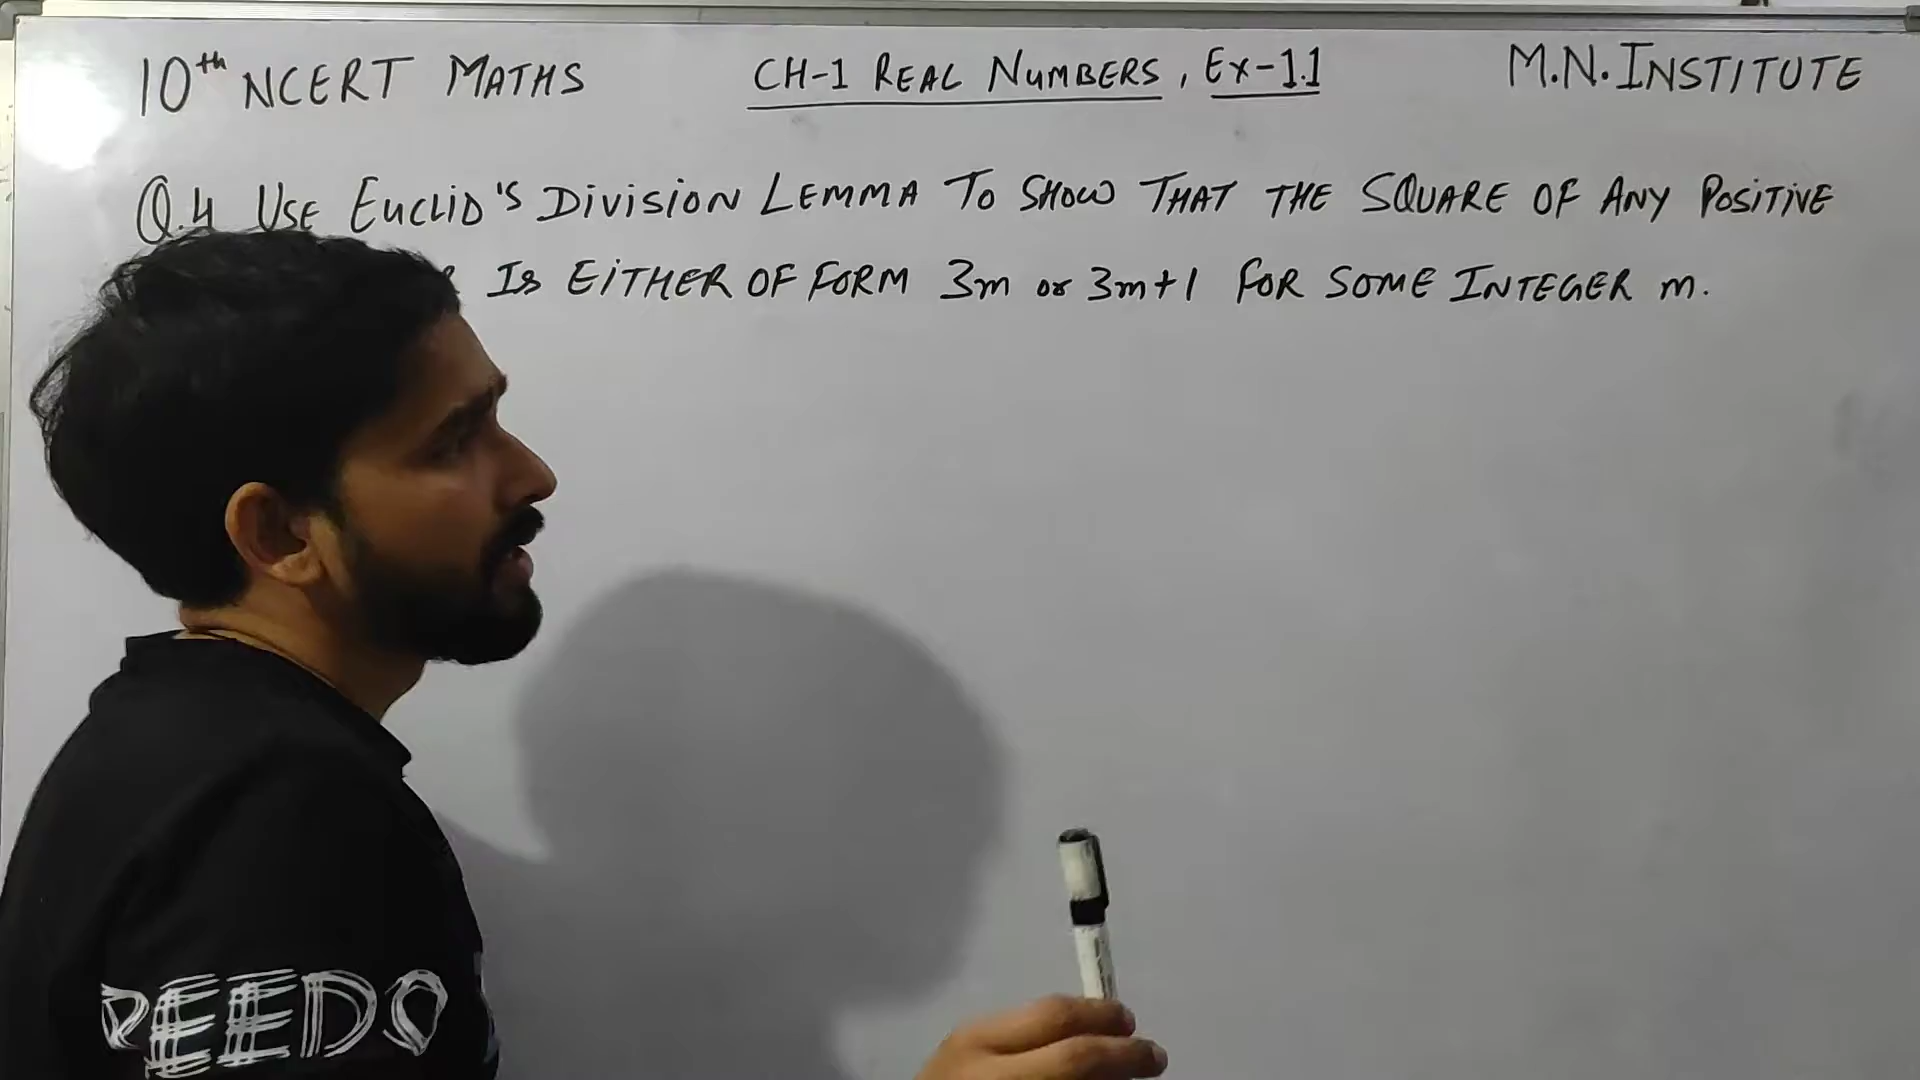 10th NCERT MATHS CH-1 REAL NUMBERS, Ex-1.1 M.N. INSTITUTE
Q.4 USE EUCLID'S DIVISION LEMMA TO SHOW THAT THE SQUARE OF ANY POSITIVE
IS EITHER OF FORM 3m or 3m+1 FOR SOME INTEGER m.